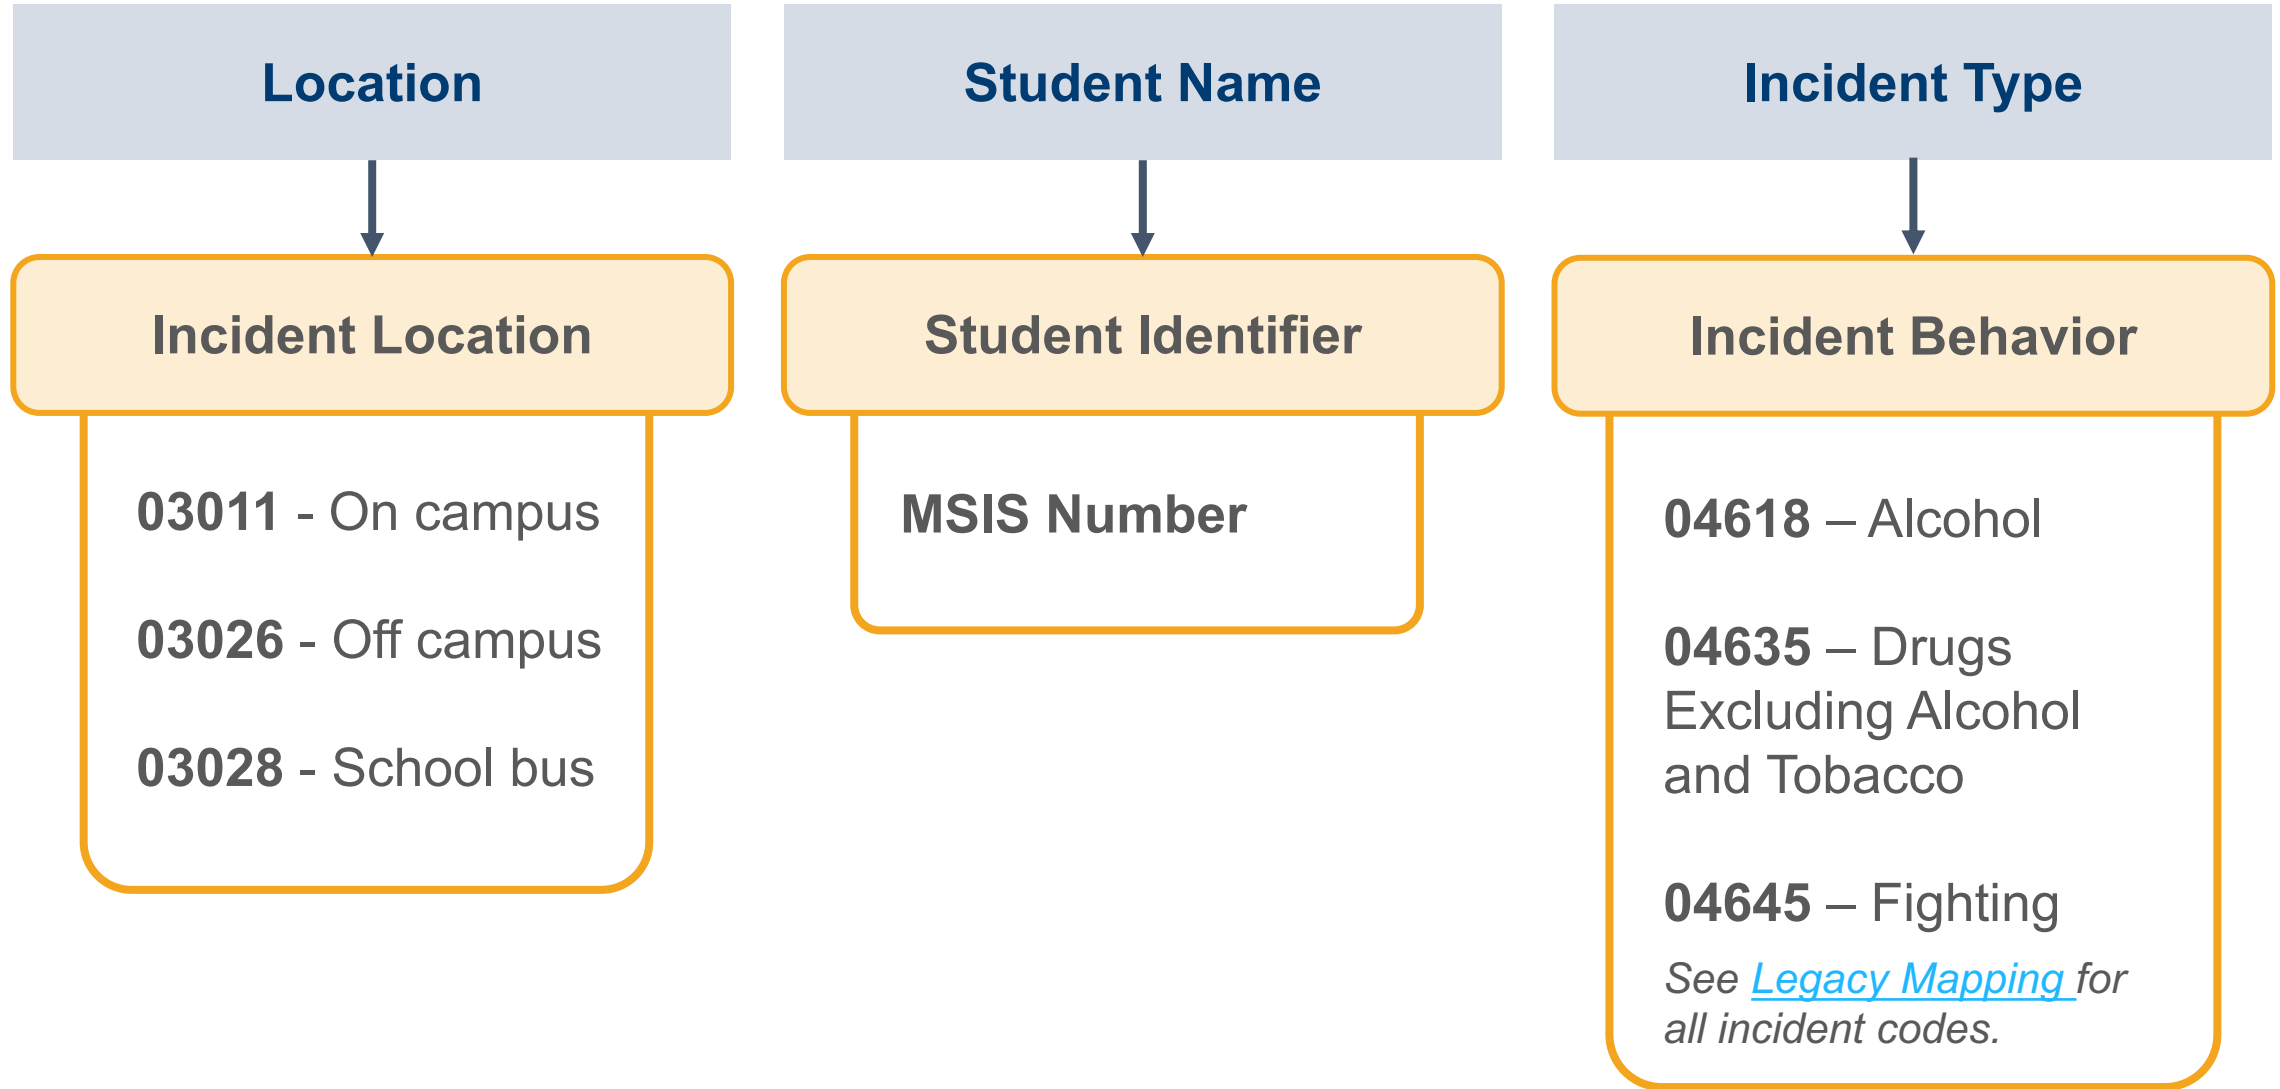 Location
Incident Location
03011 - On campus
03026 - Off campus
03028 - School bus
Student Name
Student Identifier
MSIS Number
Incident Type
Incident Behavior
04618 – Alcohol
04635 – Drugs
Excluding Alcohol
and Tobacco
04645 – Fighting
See Legacy Mapping for
all incident codes.